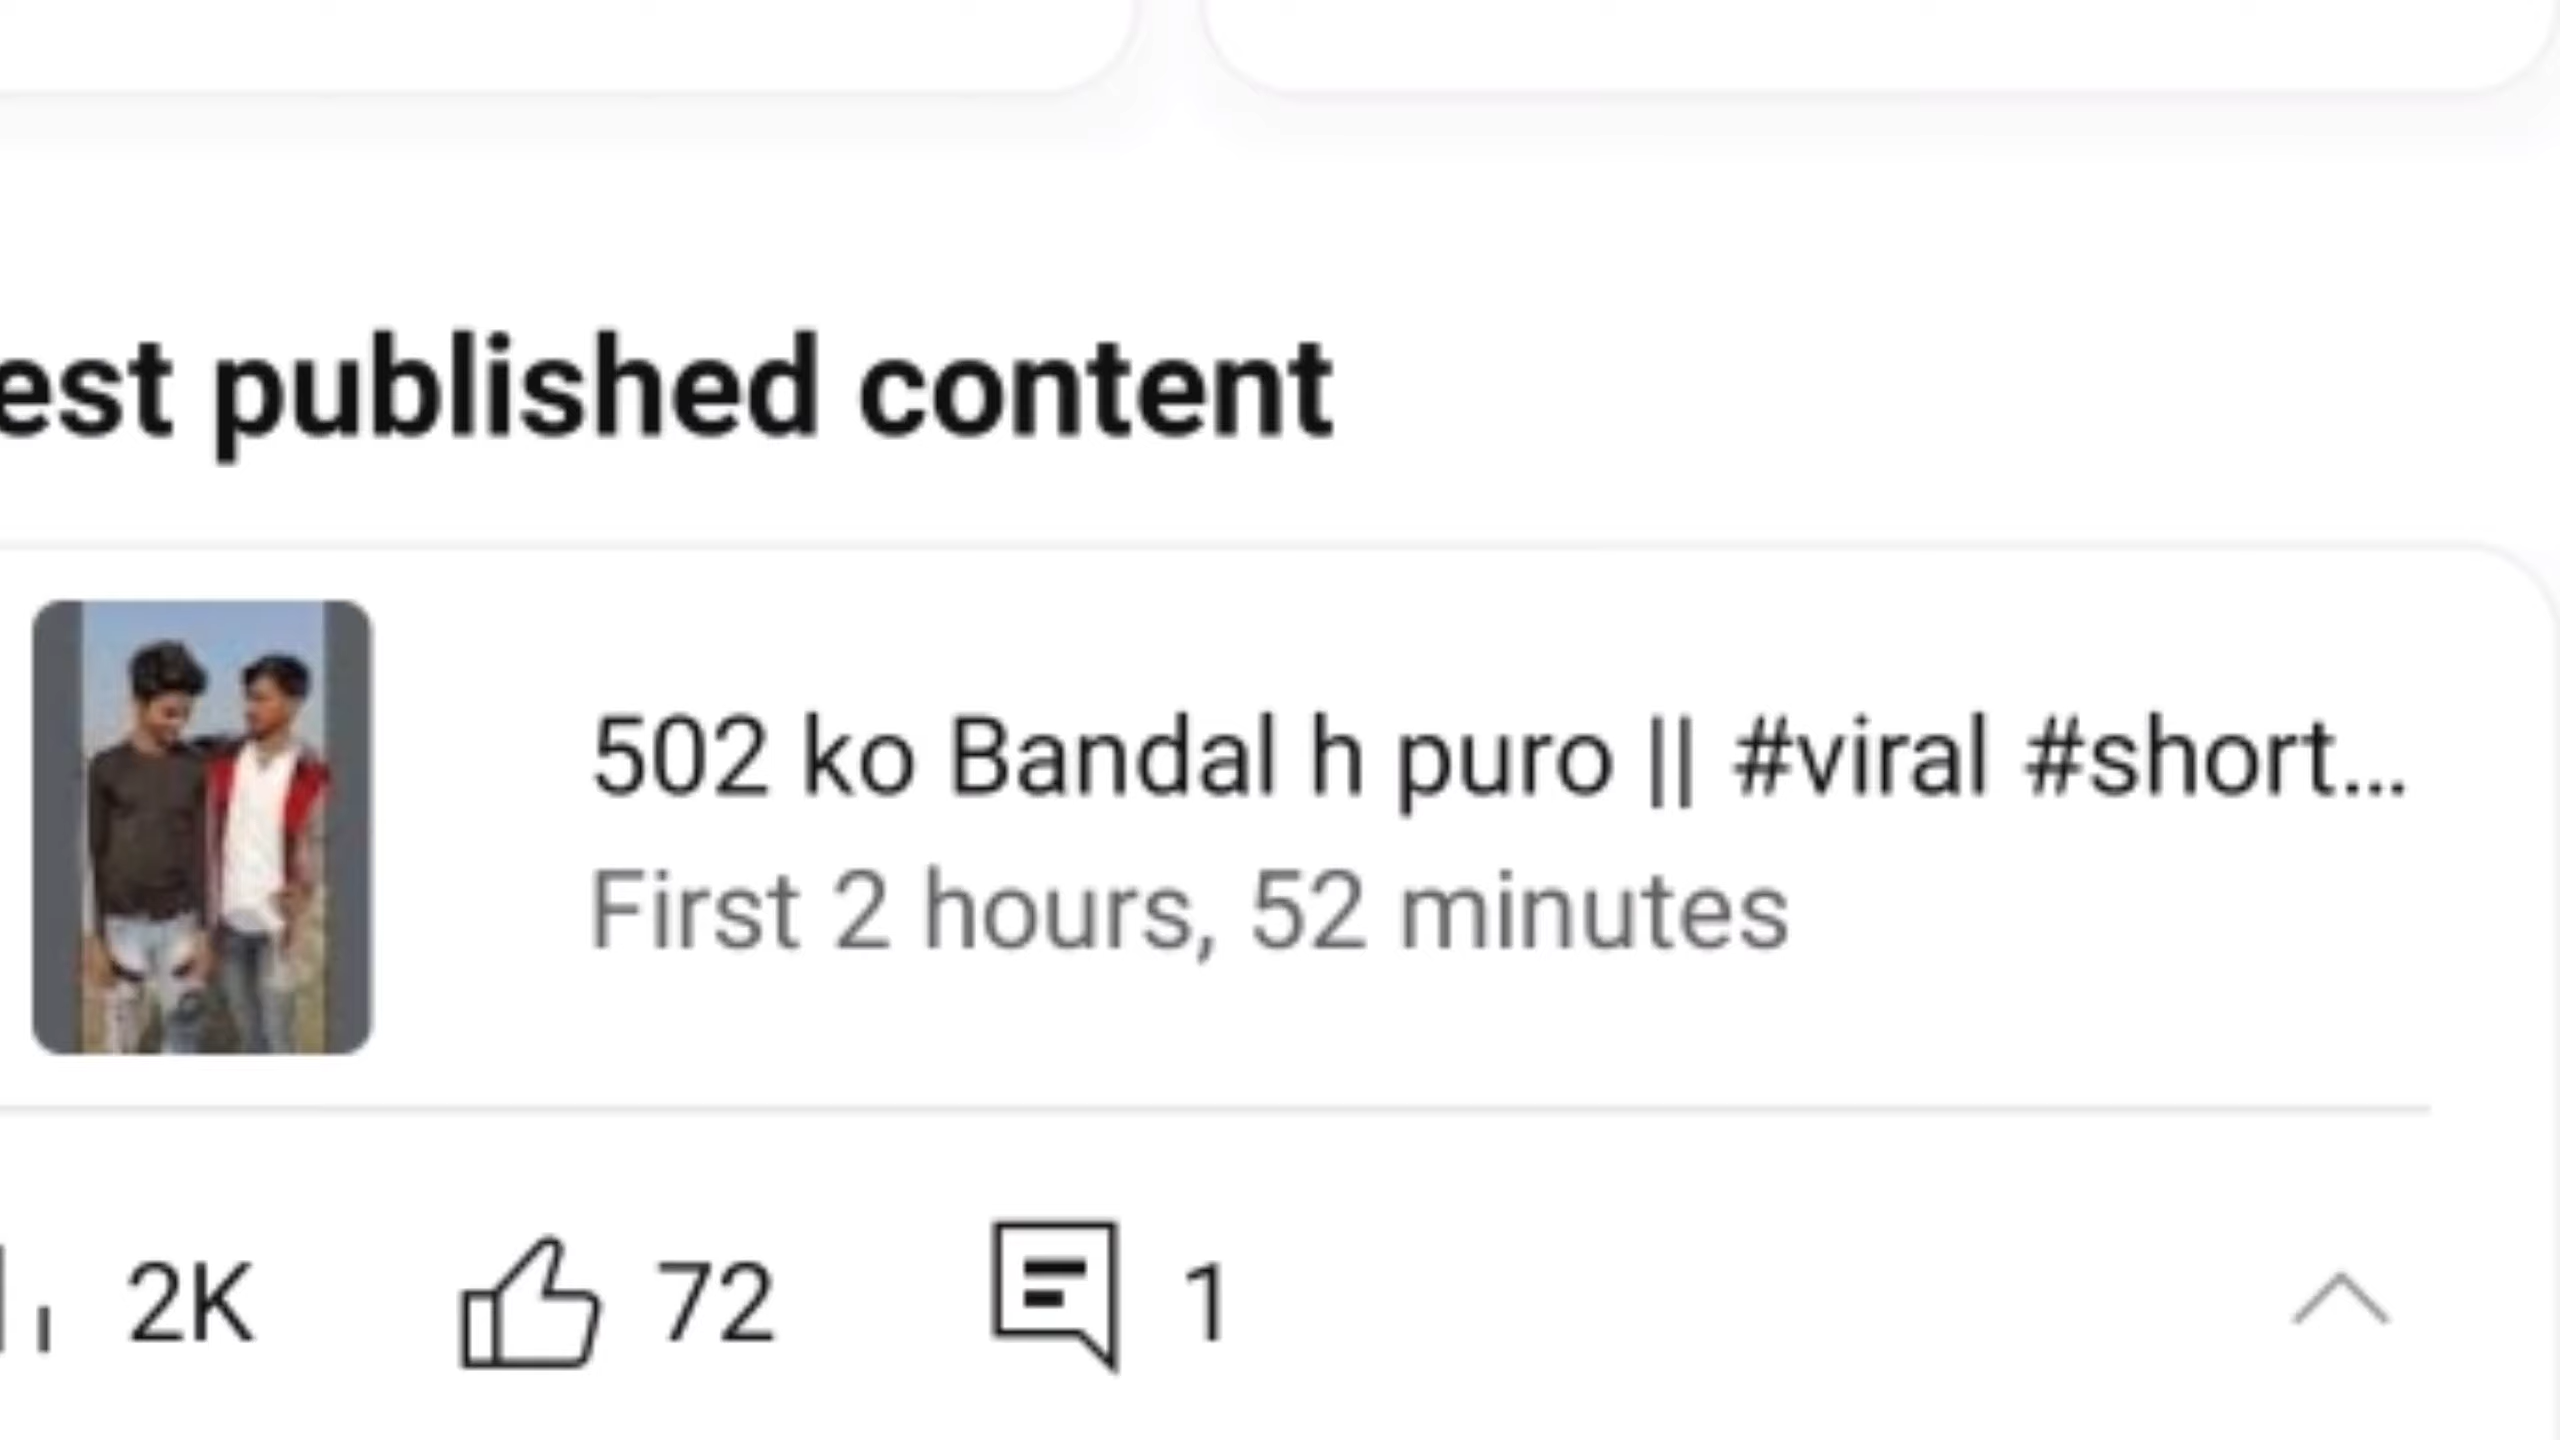 est published content
502 ko Bandal h puro || #viral #short...
First 2 hours, 52 minutes
2K 72 1